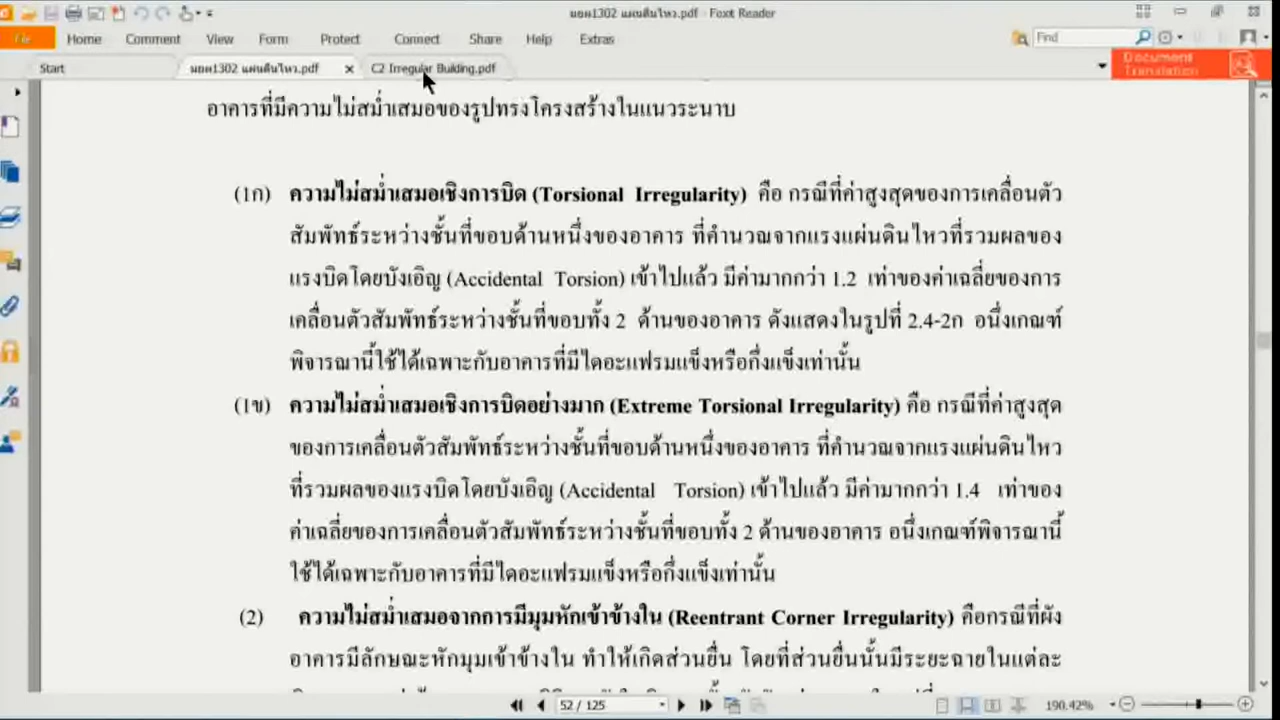 มยผ1302 แผ่นดินไหว.pdf - Foxit Reader
File Home Comment View Form Protect Connect Share Help Extras
Find
Start มยผ1302 แผ่นดินไหว.pdf C2 Irregular Building.pdf
Document Translation
อาคารที่มีความไม่สม่ำเสมอของรูปทรงโครงสร้างในแนวระนาบ
(1ก) ความไม่สม่ำเสมอเชิงการบิด (Torsional Irregularity) คือ กรณีที่ค่าสูงสุดของการเคลื่อนตัว
สัมพัทธ์ระหว่างชั้นที่ขอบด้านหนึ่งของอาคาร ที่คำนวณจากแรงแผ่นดินไหวที่รวมผลของ
แรงบิดโดยบังเอิญ (Accidental Torsion) เข้าไปแล้ว มีค่ามากกว่า 1.2 เท่าของค่าเฉลี่ยของการ
เคลื่อนตัวสัมพัทธ์ระหว่างชั้นที่ขอบทั้ง 2 ด้านของอาคาร ดังแสดงในรูปที่ 2.4-2ก อนึ่งเกณฑ์
พิจารณานี้ใช้ได้เฉพาะกับอาคารที่มีไดอะแฟรมแข็งหรือกึ่งแข็งเท่านั้น
(1ข) ความไม่สม่ำเสมอเชิงการบิดอย่างมาก (Extreme Torsional Irregularity) คือ กรณีที่ค่าสูงสุด
ของการเคลื่อนตัวสัมพัทธ์ระหว่างชั้นที่ขอบด้านหนึ่งของอาคาร ที่คำนวณจากแรงแผ่นดินไหว
ที่รวมผลของแรงบิดโดยบังเอิญ (Accidental Torsion) เข้าไปแล้ว มีค่ามากกว่า 1.4 เท่าของ
ค่าเฉลี่ยของการเคลื่อนตัวสัมพัทธ์ระหว่างชั้นที่ขอบทั้ง 2 ด้านของอาคาร อนึ่งเกณฑ์พิจารณานี้
ใช้ได้เฉพาะกับอาคารที่มีไดอะแฟรมแข็งหรือกึ่งแข็งเท่านั้น
(2) ความไม่สม่ำเสมอจากการมีมุมหักเข้าข้างใน (Reentrant Corner Irregularity) คือกรณีที่ผัง
อาคารมีลักษณะหักมุมเข้าข้างใน ทำให้เกิดส่วนยื่น โดยที่ส่วนยื่นนั้นมีระยะฉายในแต่ละ
52 / 125 190.42%